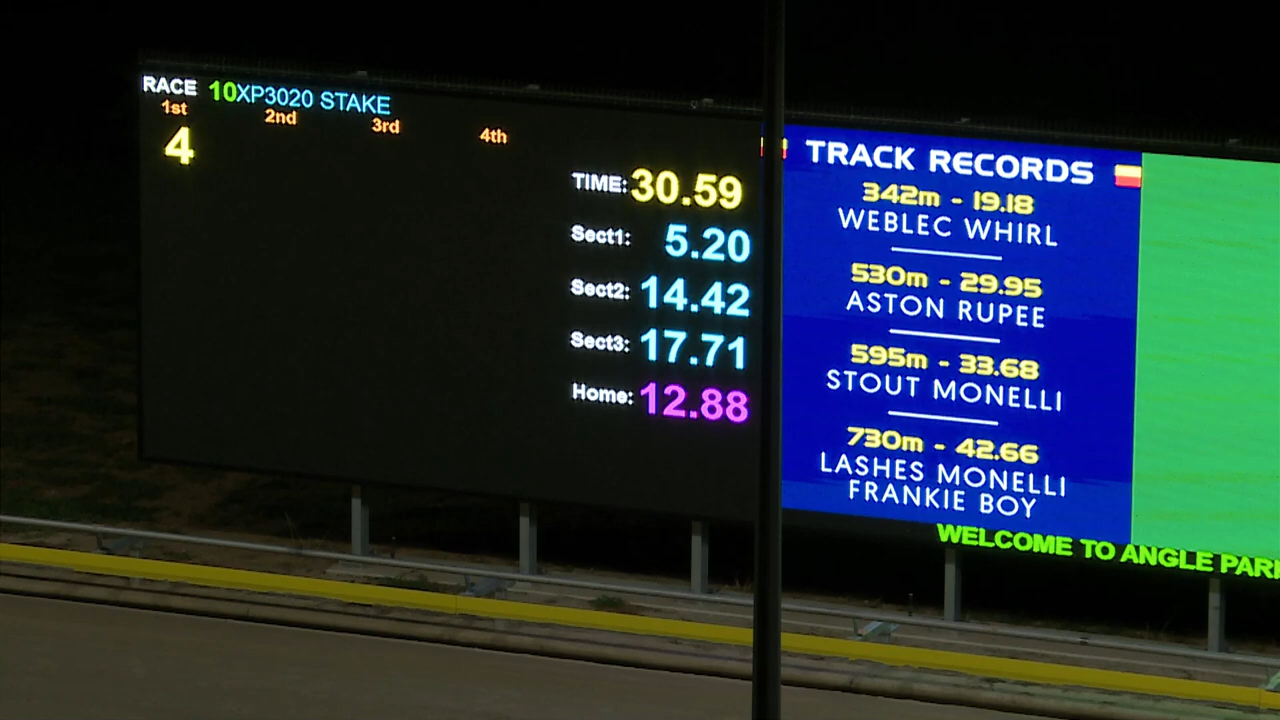 RACE 10XP3020 STAKE
1st 2nd 3rd 4th
4
TIME: 30.59
Sect1: 5.20
Sect2: 14.42
Sect3: 17.71
Home: 12.88
TRACK RECORDS
342m - 19.18
WEBLEC WHIRL
530m - 29.95
ASTON RUPEE
595m - 33.68
STOUT MONELLI
730m - 42.66
LASHES MONELLI
FRANKIE BOY
WELCOME TO ANGLE PARK